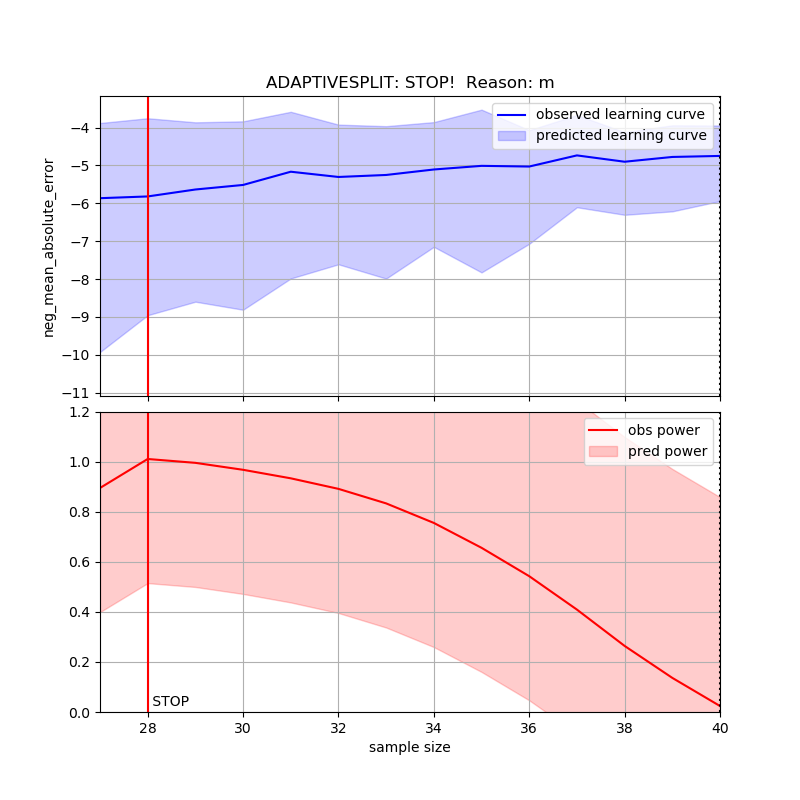 ADAPTIVESPLIT: STOP!  Reason: m
observed learning curve
predicted learning curve
neg_mean_absolute_error
−4
−5
−6
−7
−8
−9
−10
−11
obs power
pred power
1.2
1.0
0.8
0.6
0.4
0.2
0.0
STOP
28 30 32 34 36 38 40
sample size